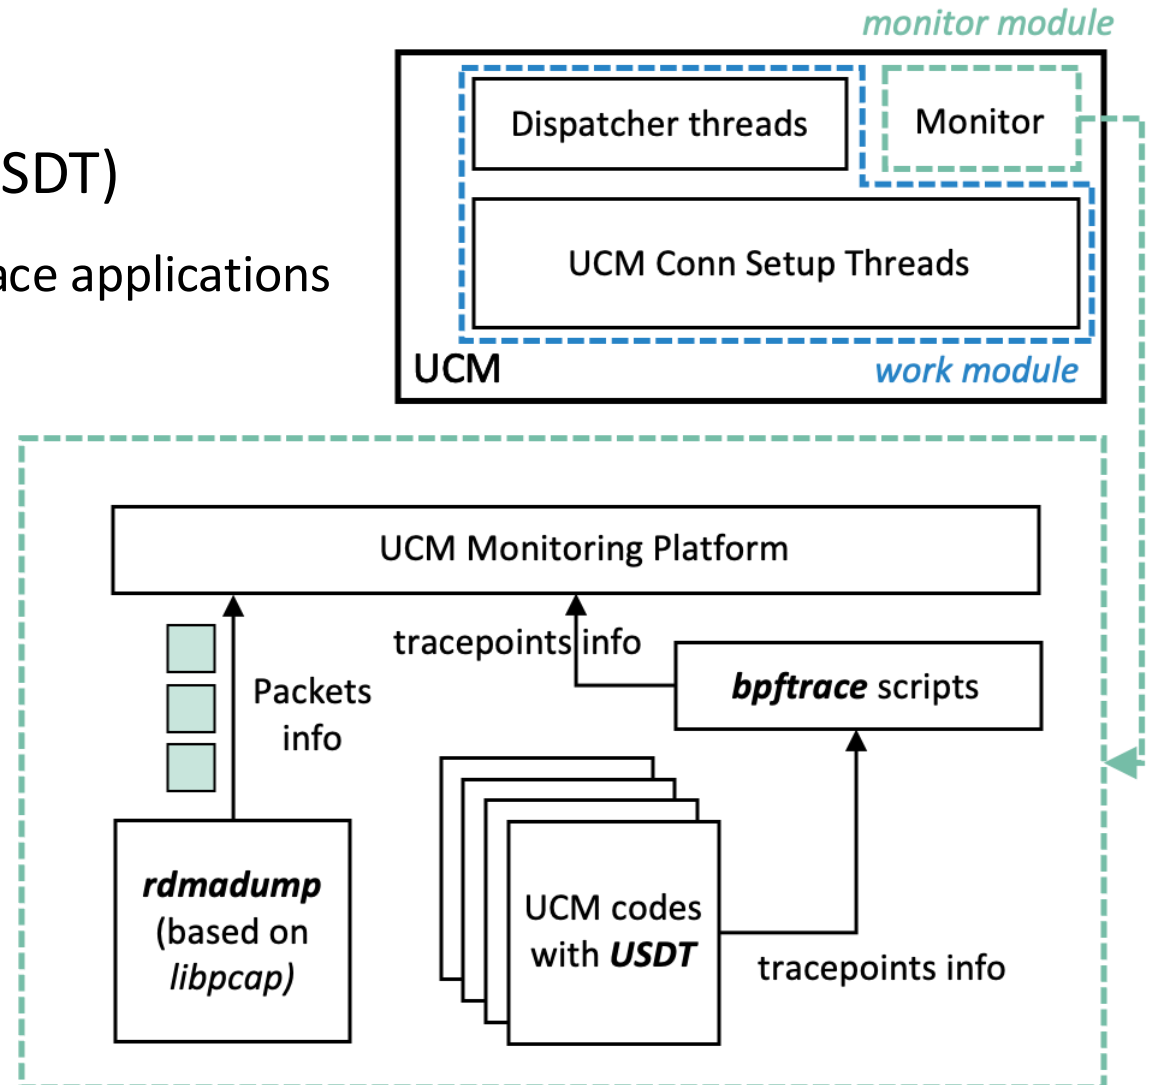 monitor module
Dispatcher threads
Monitor
SDT)
ace applications
UCM Conn Setup Threads
UCM
work module
UCM Monitoring Platform
tracepoints info
Packets
info
bpftrace scripts
rdmadump
(based on
libpcap)
UCM codes
with USDT
tracepoints info